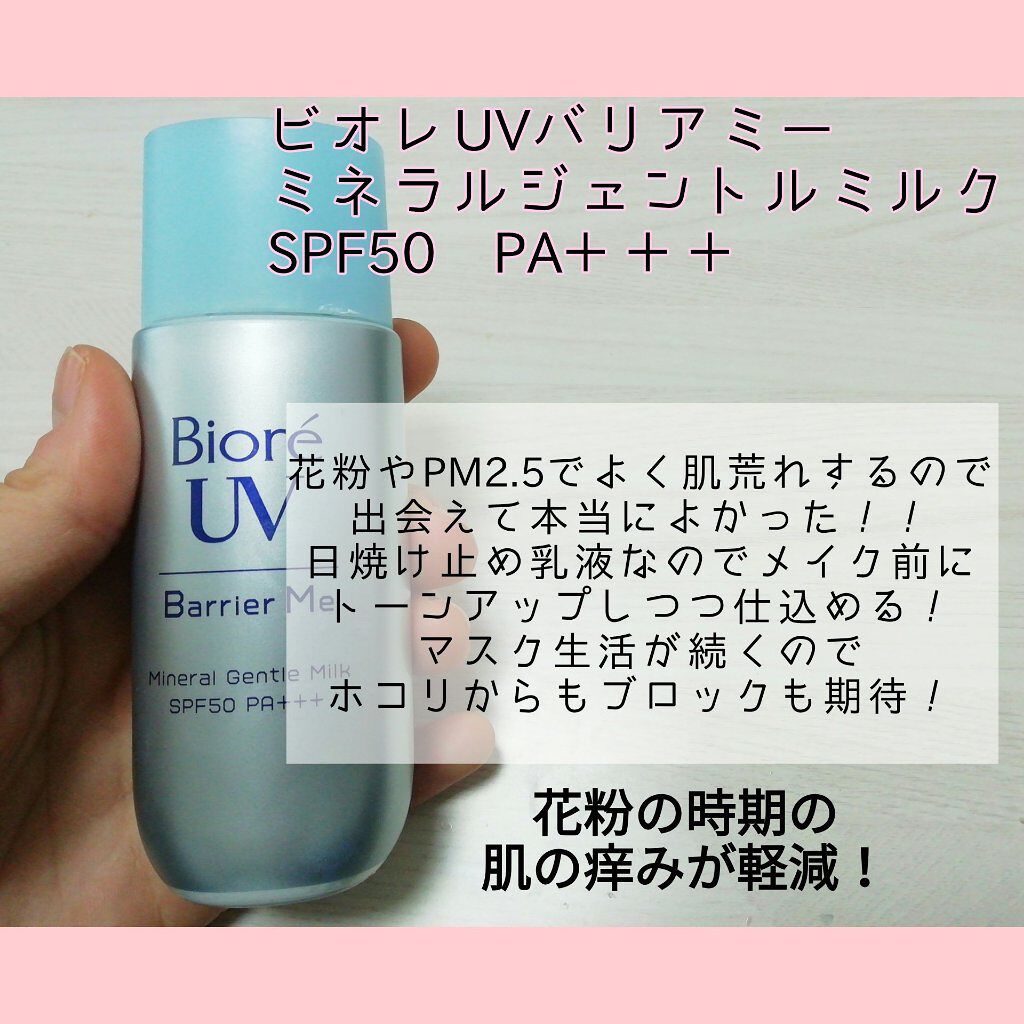 ビオレUVバリアミー
ミネラルジェントルミルク
SPF50　PA＋＋＋
Bioré
UV
Barrier Me
Mineral Gentle Milk
SPF50 PA+++
花粉やPM2.5でよく肌荒れするので
出会えて本当によかった！！
日焼け止め乳液なのでメイク前に
トーンアップしつつ仕込める！
マスク生活が続くので
ホコリからもブロックも期待！
花粉の時期の
肌の痒みが軽減！